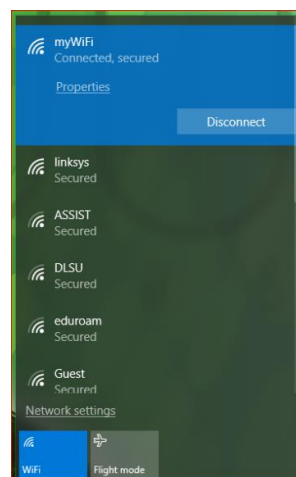 myWiFi
Connected, secured
Properties
Disconnect
linksys
Secured
ASSIST
Secured
DLSU
Secured
eduroam
Secured
Guest
Secured
Network settings
WiFi
Flight mode